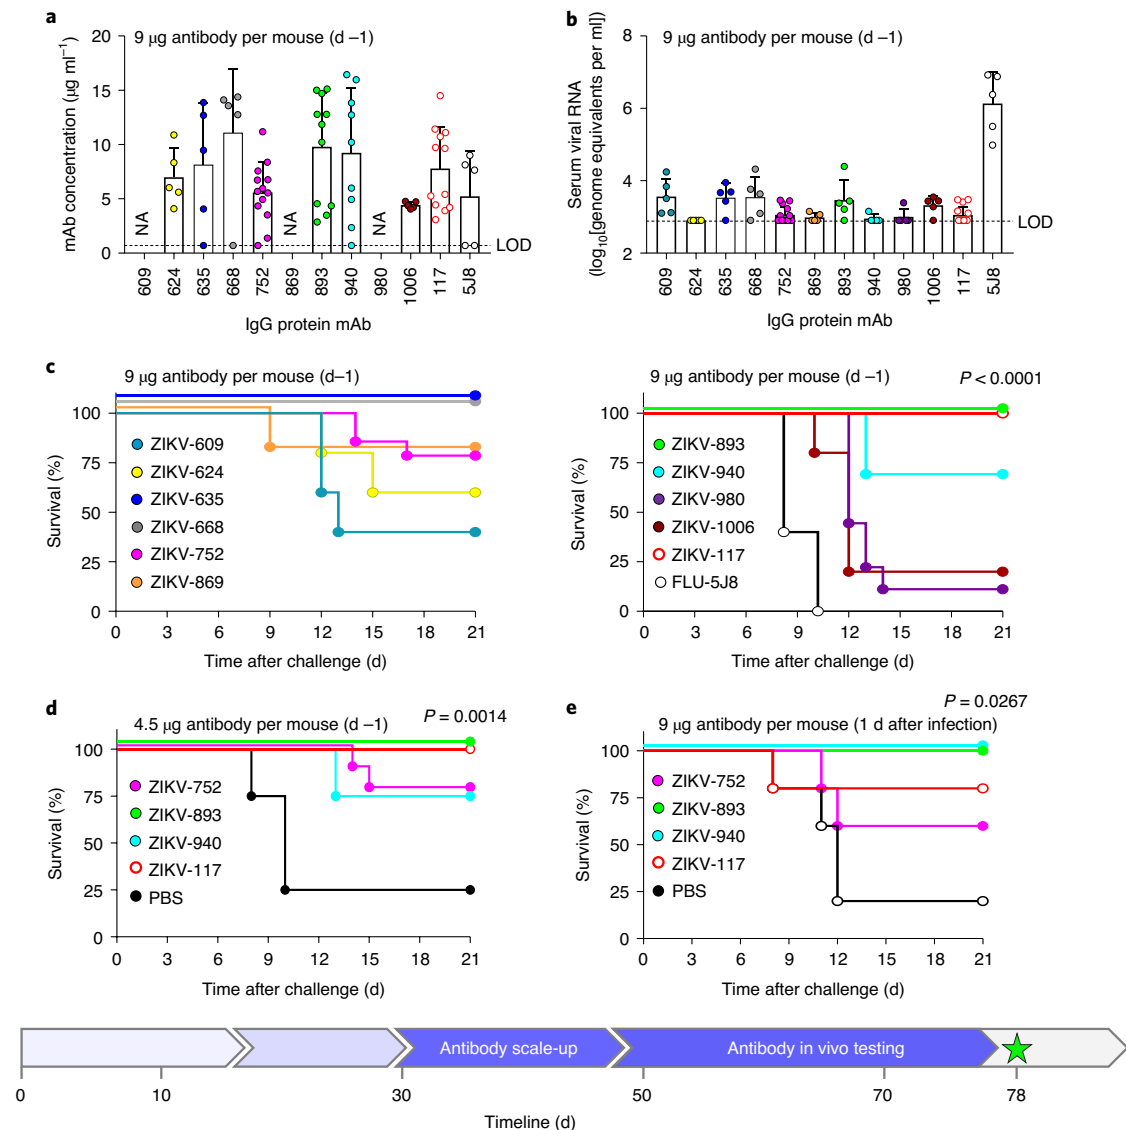 a
9 µg antibody per mouse (d –1)
mAb concentration (µg ml⁻¹)
20
15
10
5
0
NA
NA
NA
LOD
609
624
635
668
752
869
893
940
980
1006
117
5J8
IgG protein mAb
b
9 µg antibody per mouse (d –1)
Serum viral RNA
(log₁₀[genome equivalents per ml])
8
6
4
2
LOD
609
624
635
668
752
869
893
940
980
1006
117
5J8
IgG protein mAb
c
9 µg antibody per mouse (d–1)
Survival (%)
100
75
50
25
0
ZIKV-609
ZIKV-624
ZIKV-635
ZIKV-668
ZIKV-752
ZIKV-869
0 3 6 9 12 15 18 21
Time after challenge (d)
9 µg antibody per mouse (d –1)
P < 0.0001
Survival (%)
100
75
50
25
0
ZIKV-893
ZIKV-940
ZIKV-980
ZIKV-1006
ZIKV-117
FLU-5J8
0 3 6 9 12 15 18 21
Time after challenge (d)
d
4.5 µg antibody per mouse (d –1)
P = 0.0014
Survival (%)
100
75
50
25
0
ZIKV-752
ZIKV-893
ZIKV-940
ZIKV-117
PBS
0 3 6 9 12 15 18 21
Time after challenge (d)
e
P = 0.0267
9 µg antibody per mouse (1 d after infection)
Survival (%)
100
75
50
25
0
ZIKV-752
ZIKV-893
ZIKV-940
ZIKV-117
PBS
0 3 6 9 12 15 18 21
Time after challenge (d)
Antibody scale-up
Antibody in vivo testing
0 10 30 50 70 78
Timeline (d)